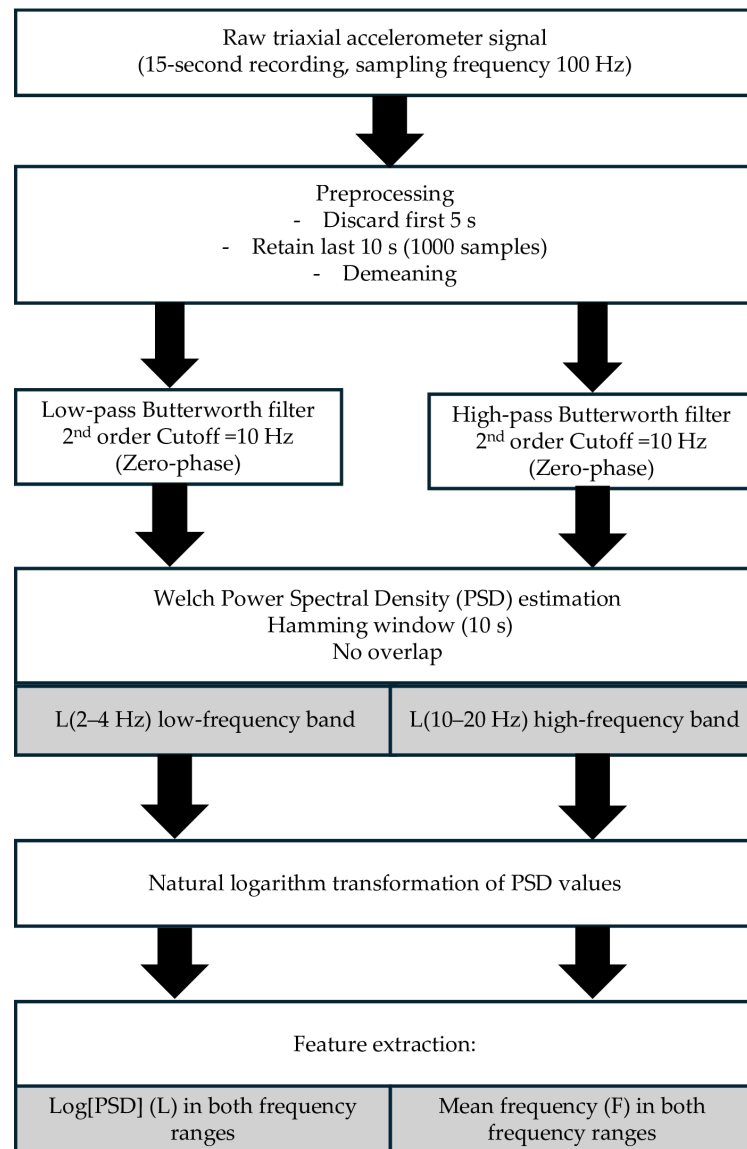 Raw triaxial accelerometer signal
(15-second recording, sampling frequency 100 Hz)
Preprocessing
- Discard first 5 s
- Retain last 10 s (1000 samples)
- Demeaning
Low-pass Butterworth filter
2nd order Cutoff =10 Hz
(Zero-phase)
High-pass Butterworth filter
2nd order Cutoff =10 Hz
(Zero-phase)
Welch Power Spectral Density (PSD) estimation
Hamming window (10 s)
No overlap
L(2–4 Hz) low-frequency band
L(10–20 Hz) high-frequency band
Natural logarithm transformation of PSD values
Feature extraction:
Log[PSD] (L) in both frequency
ranges
Mean frequency (F) in both
frequency ranges